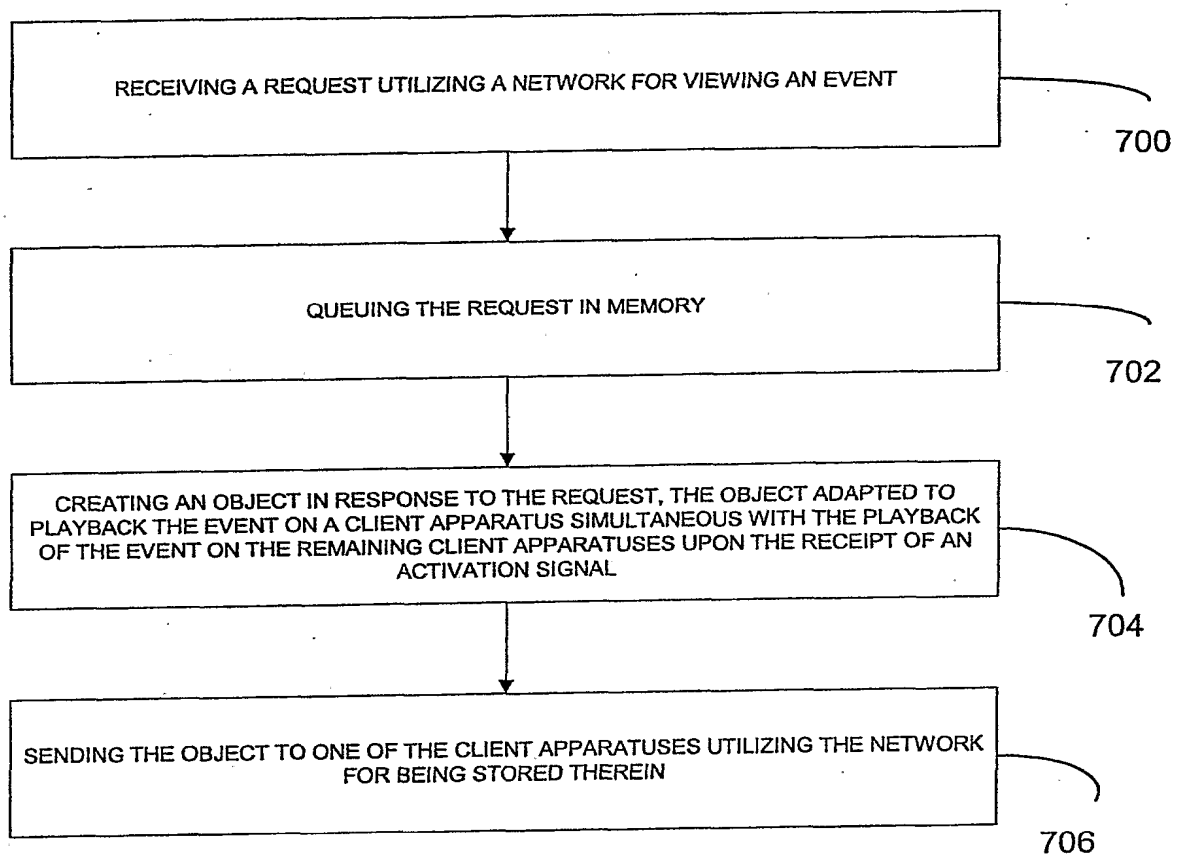 RECEIVING A REQUEST UTILIZING A NETWORK FOR VIEWING AN EVENT
700
QUEUING THE REQUEST IN MEMORY
702
CREATING AN OBJECT IN RESPONSE TO THE REQUEST, THE OBJECT ADAPTED TO
PLAYBACK THE EVENT ON A CLIENT APPARATUS SIMULTANEOUS WITH THE PLAYBACK
OF THE EVENT ON THE REMAINING CLIENT APPARATUSES UPON THE RECEIPT OF AN
ACTIVATION SIGNAL
704
SENDING THE OBJECT TO ONE OF THE CLIENT APPARATUSES UTILIZING THE NETWORK
FOR BEING STORED THEREIN
706